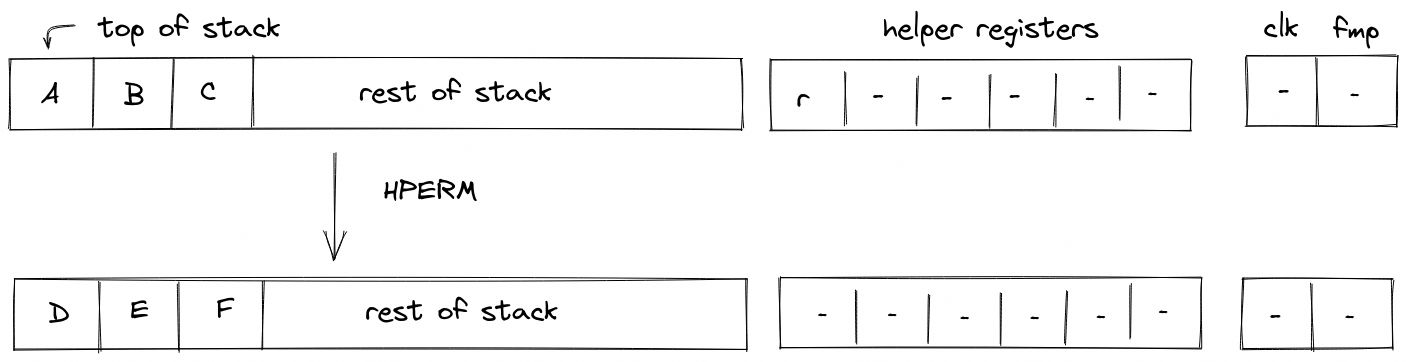 top of stack helper registers clk fmp
A B C rest of stack r - - - - - - -
HPERM
D E F rest of stack - - - - - - - -